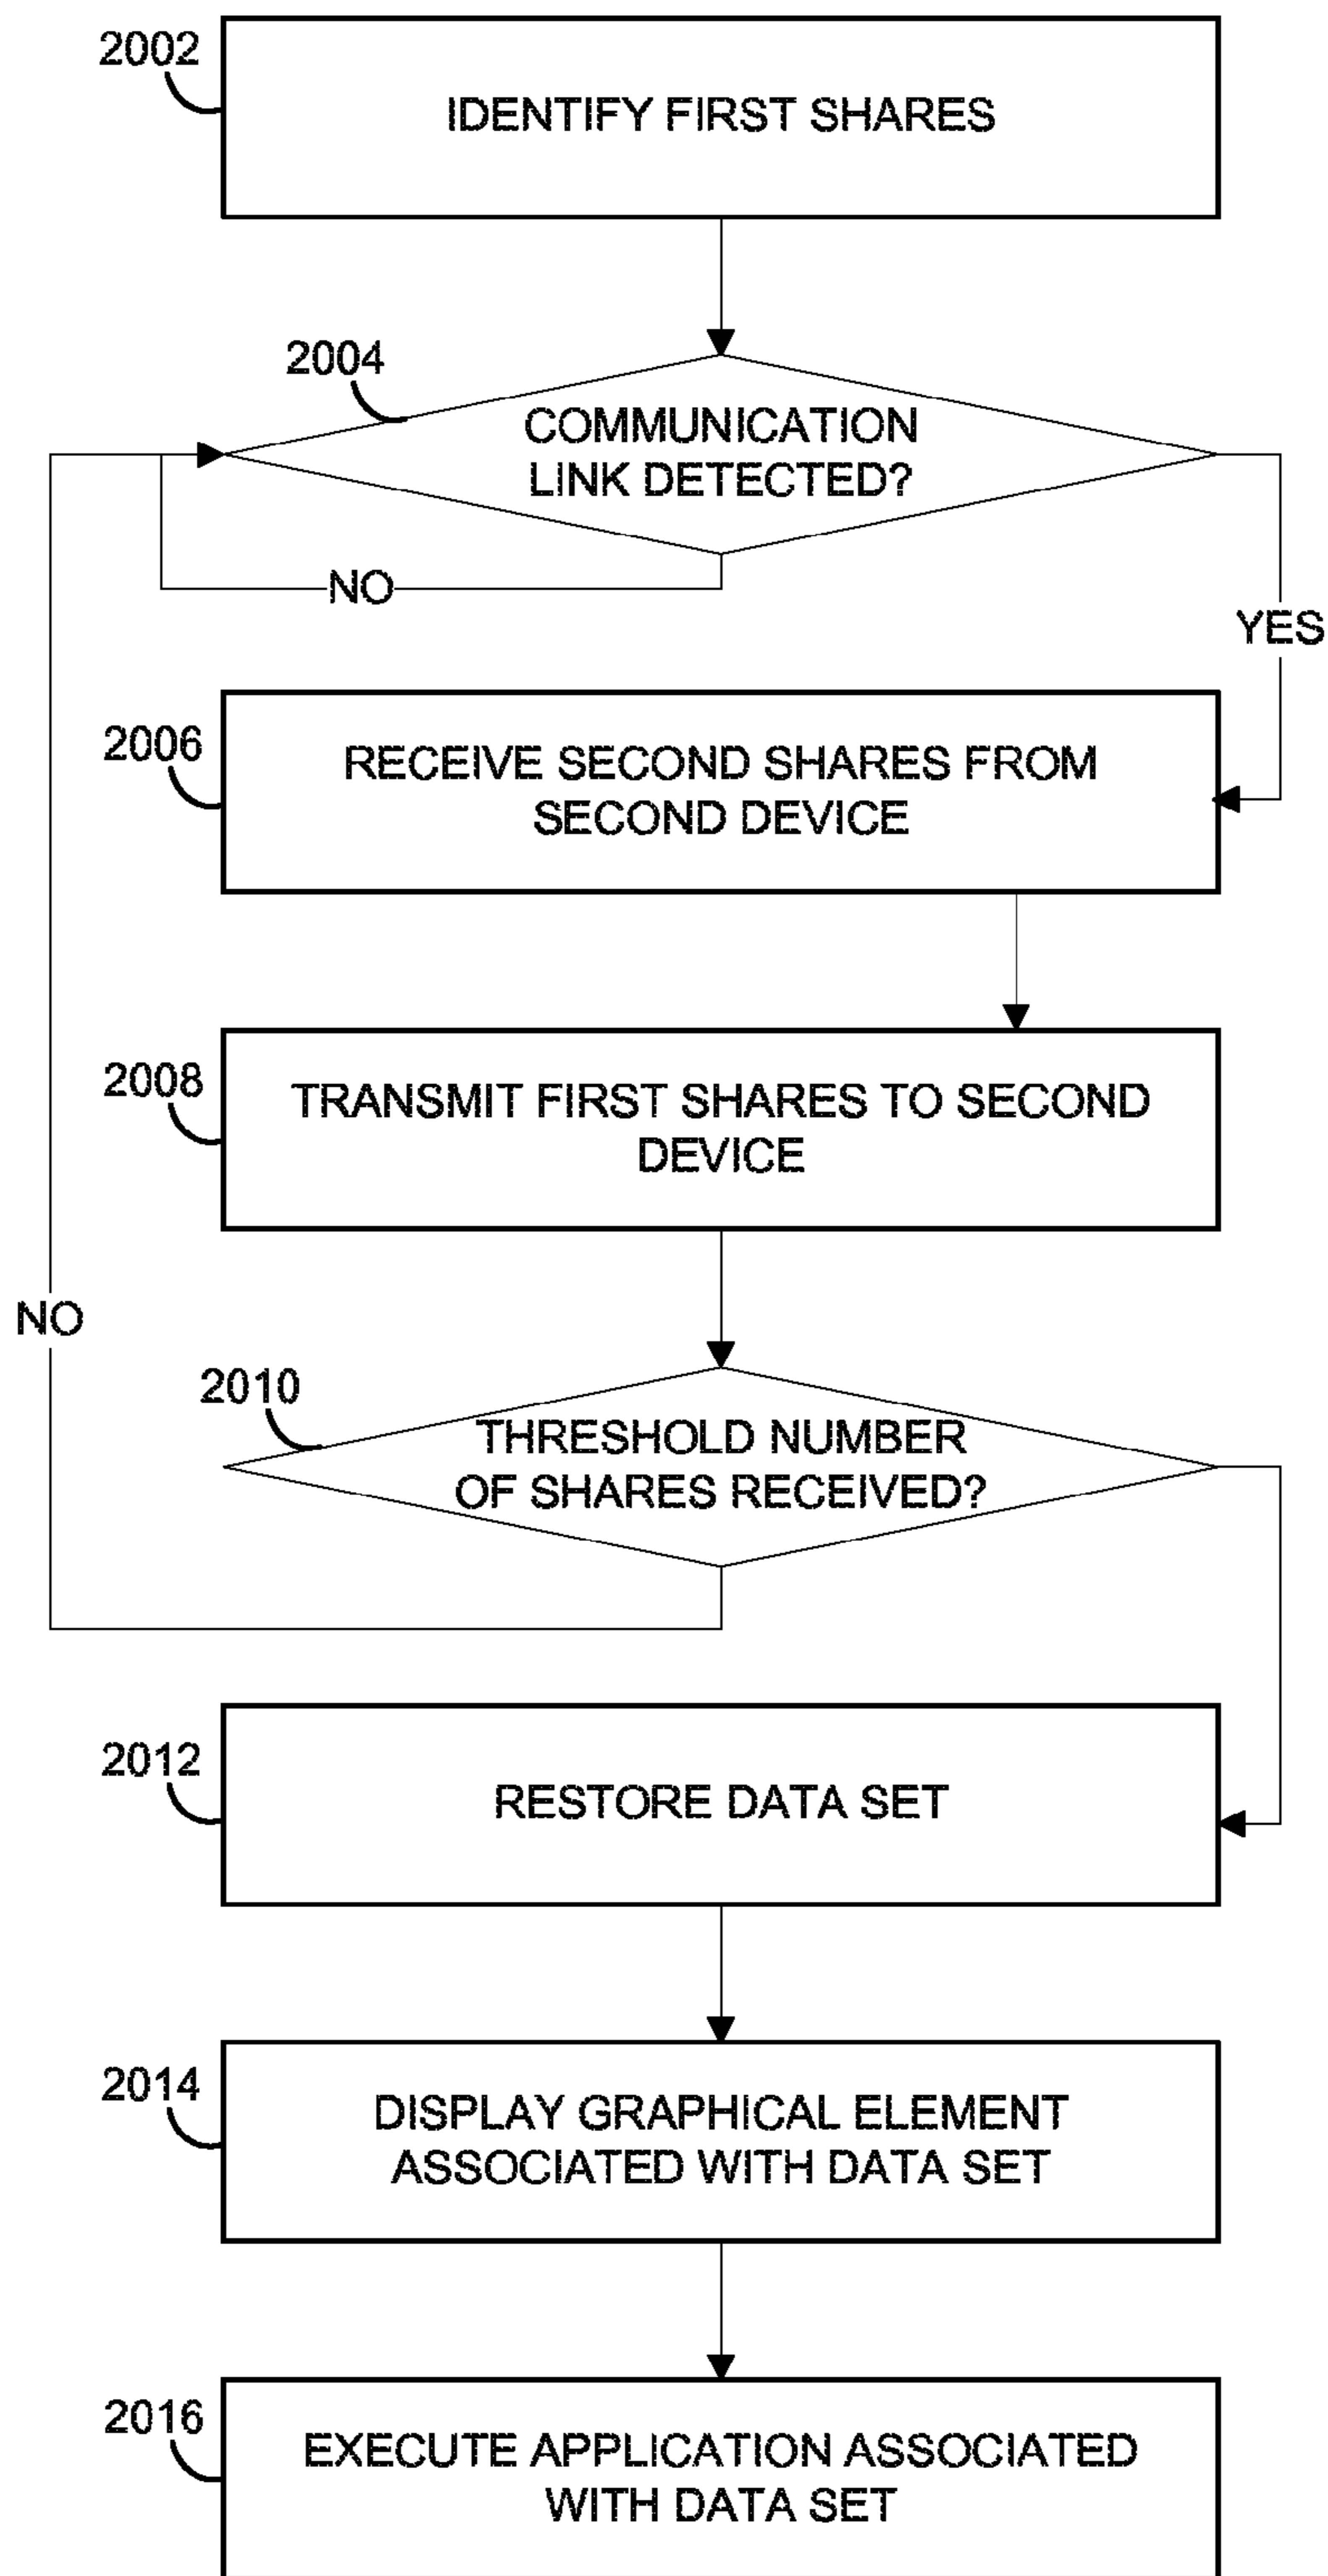 2002
IDENTIFY FIRST SHARES
2004
COMMUNICATION
LINK DETECTED?
NO
YES
2006
RECEIVE SECOND SHARES FROM
SECOND DEVICE
2008
TRANSMIT FIRST SHARES TO SECOND
DEVICE
NO
2010
THRESHOLD NUMBER
OF SHARES RECEIVED?
2012
RESTORE DATA SET
2014
DISPLAY GRAPHICAL ELEMENT
ASSOCIATED WITH DATA SET
2016
EXECUTE APPLICATION ASSOCIATED
WITH DATA SET